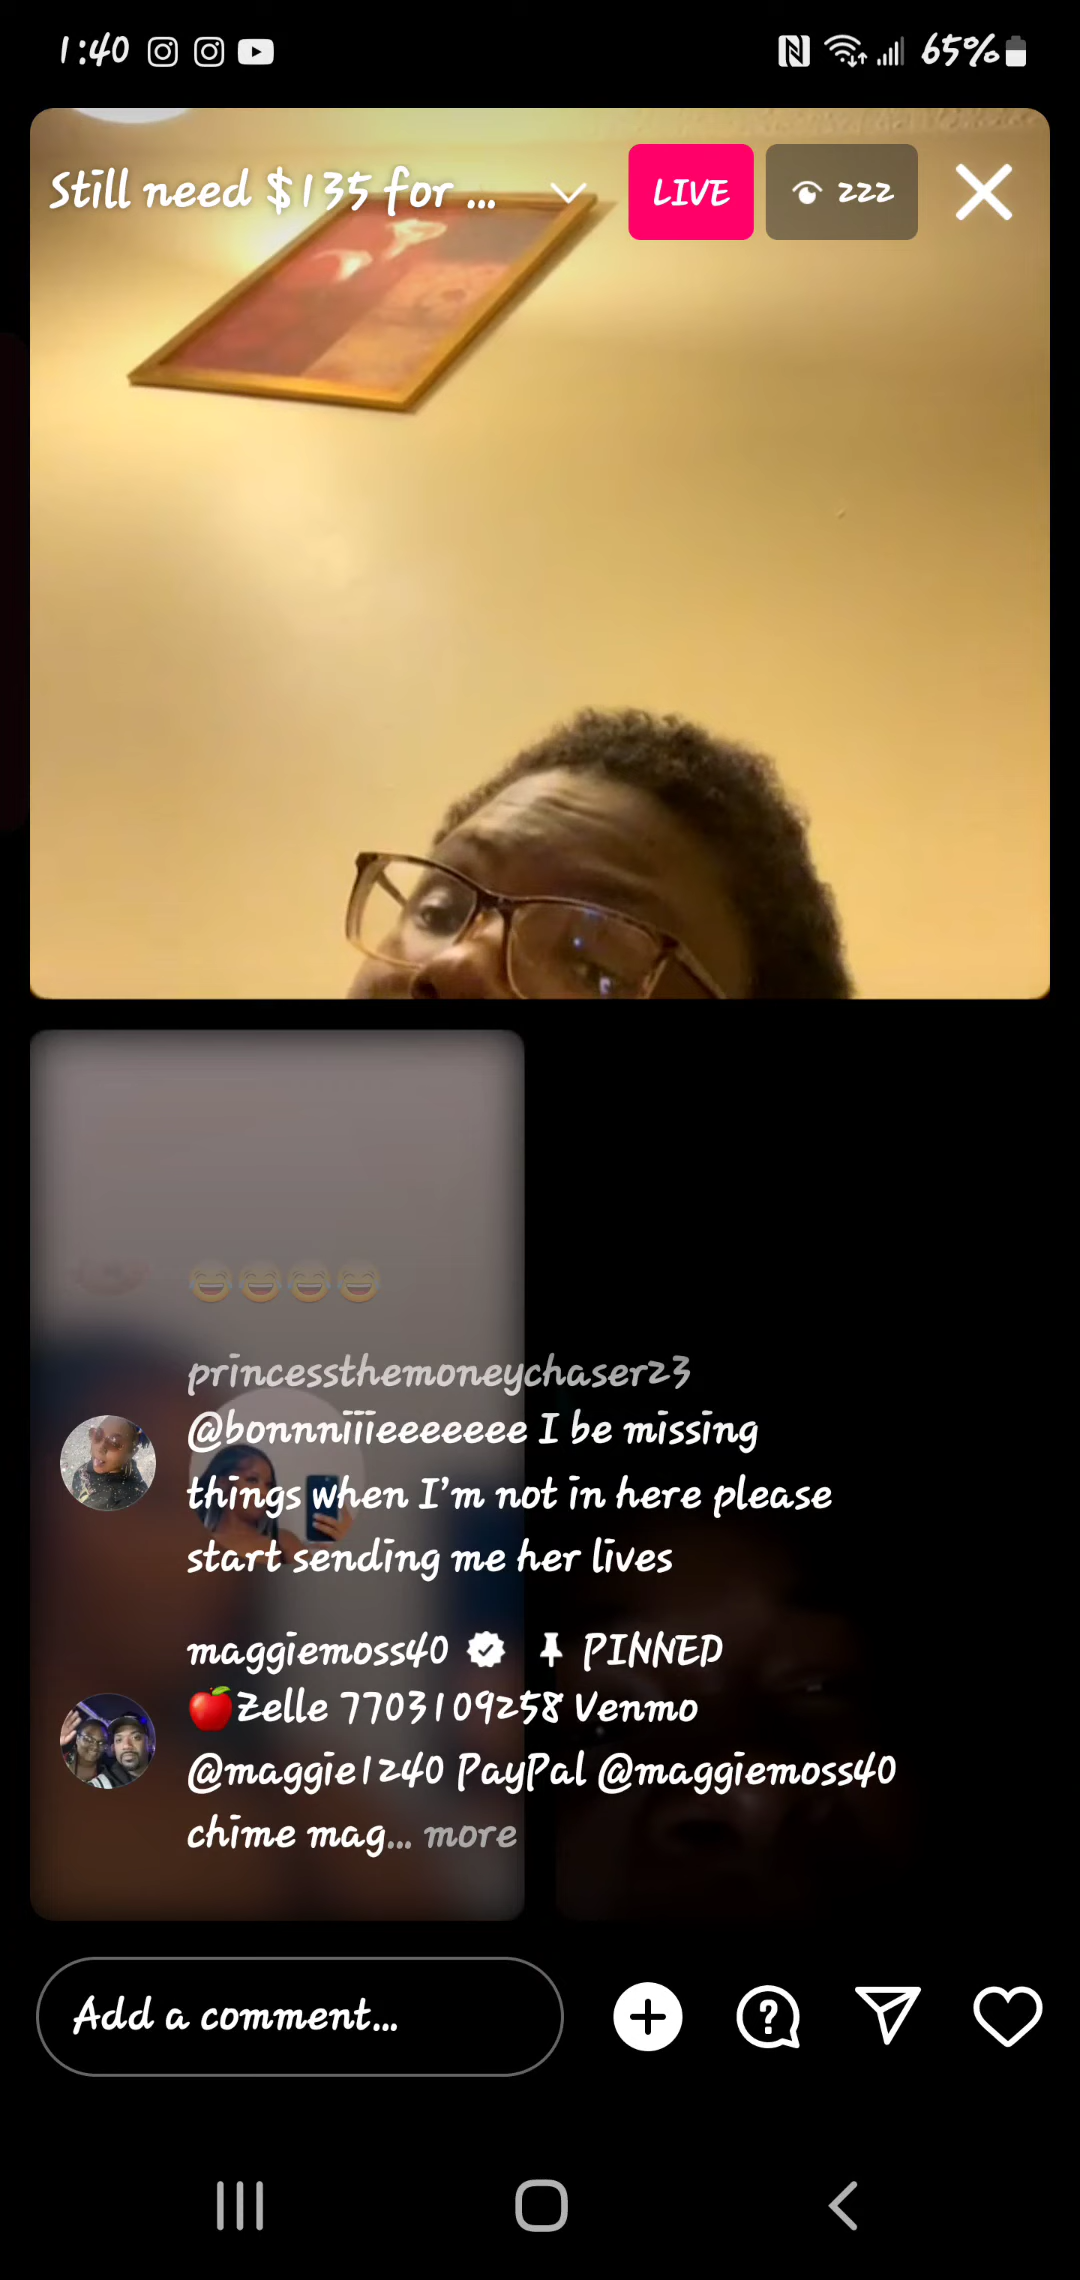 1:40
65%
Still need $135 for ...
LIVE
222
😂😂😂😂
princessthemoneychaser23
@bonnniiieeeeeee I be missing
things when I'm not in here please
start sending me her lives
maggiemoss40 PINNED
🍎Zelle 7703109258 Venmo
@maggie1240 PayPal @maggiemoss40
chime mag... more
Add a comment...